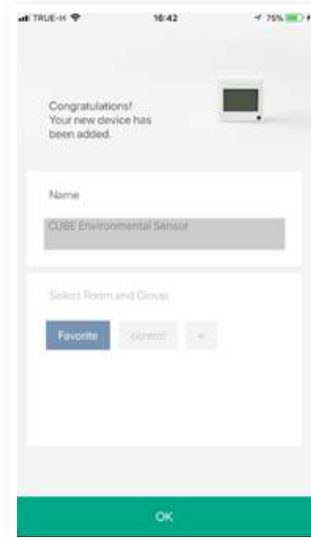 TRUE-H
16:42
75%
Congratulations!
Your new device has
been added.
Name
CUBE Environmental Sensor
Select Room and Group
Favorite
control
+
OK